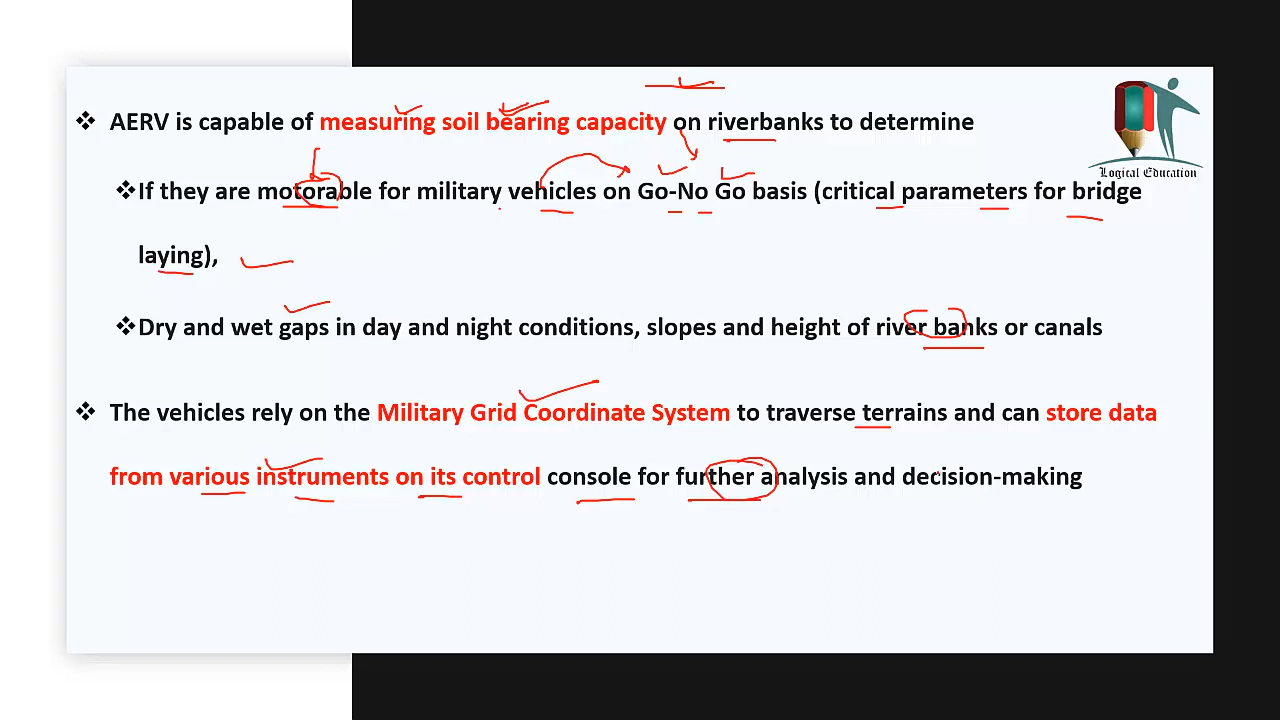 AERV is capable of measuring soil bearing capacity on riverbanks to determine
If they are motorable for military vehicles on Go-No Go basis (critical parameters for bridge
laying),
Dry and wet gaps in day and night conditions, slopes and height of river banks or canals
The vehicles rely on the Military Grid Coordinate System to traverse terrains and can store data
from various instruments on its control console for further analysis and decision-making
Logical Education